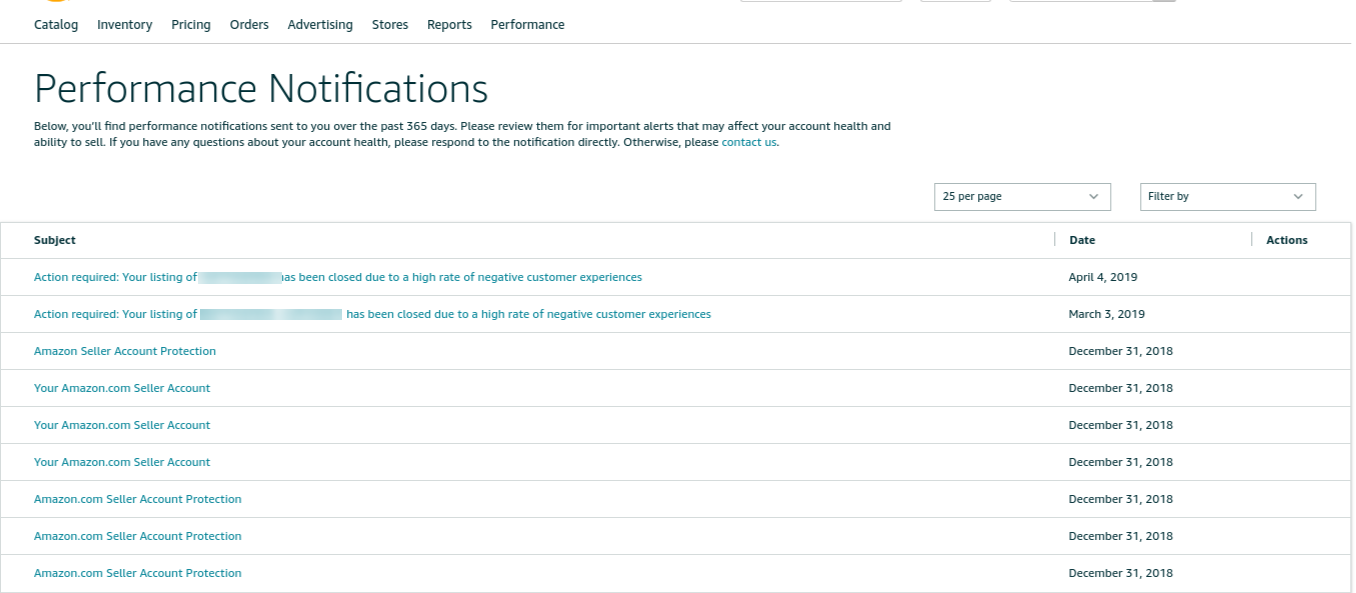 Catalog Inventory Pricing Orders Advertising Stores Reports Performance
Performance Notifications
Below, you'll find performance notifications sent to you over the past 365 days. Please review them for important alerts that may affect your account health and
ability to sell. If you have any questions about your account health, please respond to the notification directly. Otherwise, please contact us.
25 per page Filter by
Subject Date Actions
Action required: Your listing of has been closed due to a high rate of negative customer experiences April 4, 2019
Action required: Your listing of has been closed due to a high rate of negative customer experiences March 3, 2019
Amazon Seller Account Protection December 31, 2018
Your Amazon.com Seller Account December 31, 2018
Your Amazon.com Seller Account December 31, 2018
Your Amazon.com Seller Account December 31, 2018
Amazon.com Seller Account Protection December 31, 2018
Amazon.com Seller Account Protection December 31, 2018
Amazon.com Seller Account Protection December 31, 2018